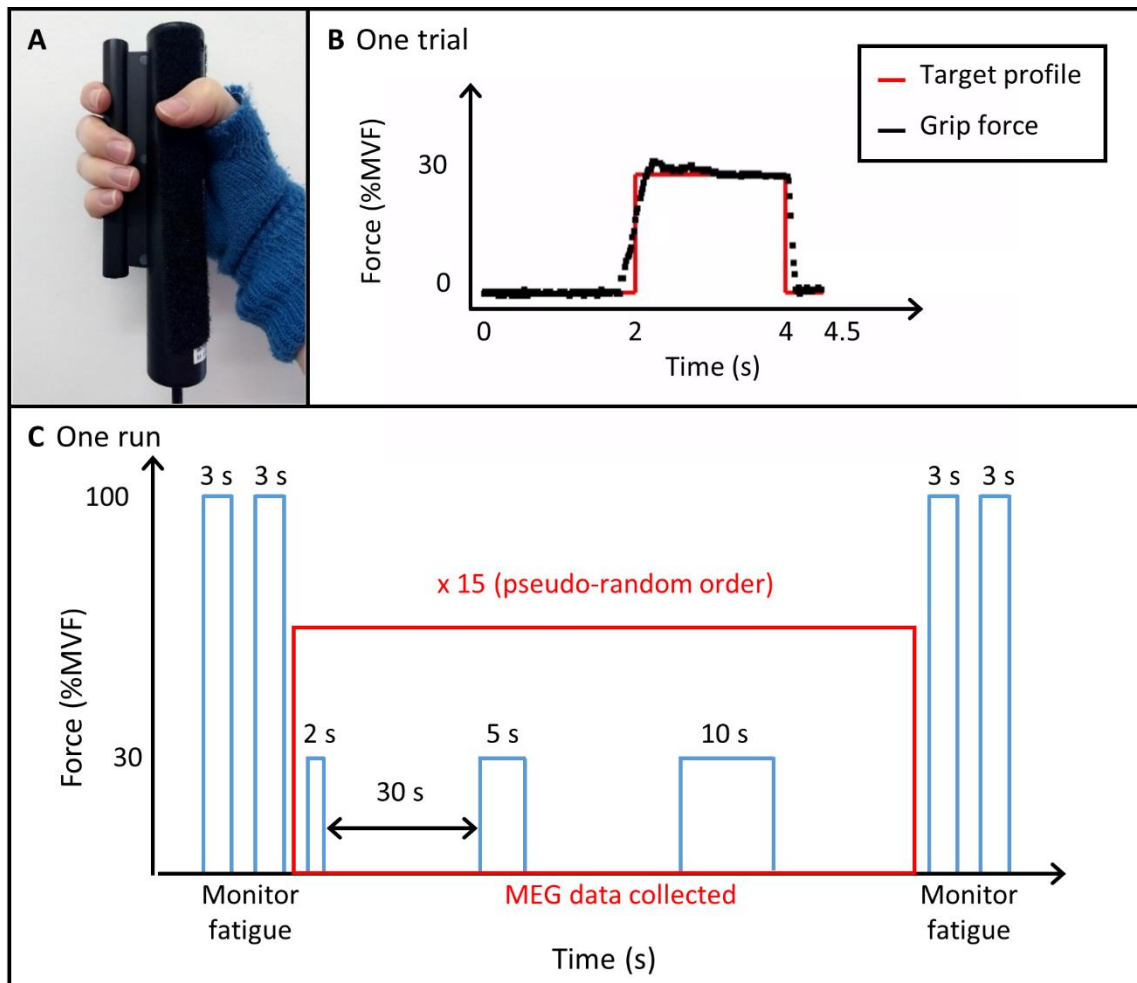 A
B One trial
Target profile
Grip force
Force (%MVF)
30
0
0 2 4 4.5
Time (s)
C One run
3 s 3 s 3 s 3 s
100
x 15 (pseudo-random order)
Force (%MVF)
2 s 5 s 10 s
30
30 s
Monitor fatigue
MEG data collected
Monitor fatigue
Time (s)